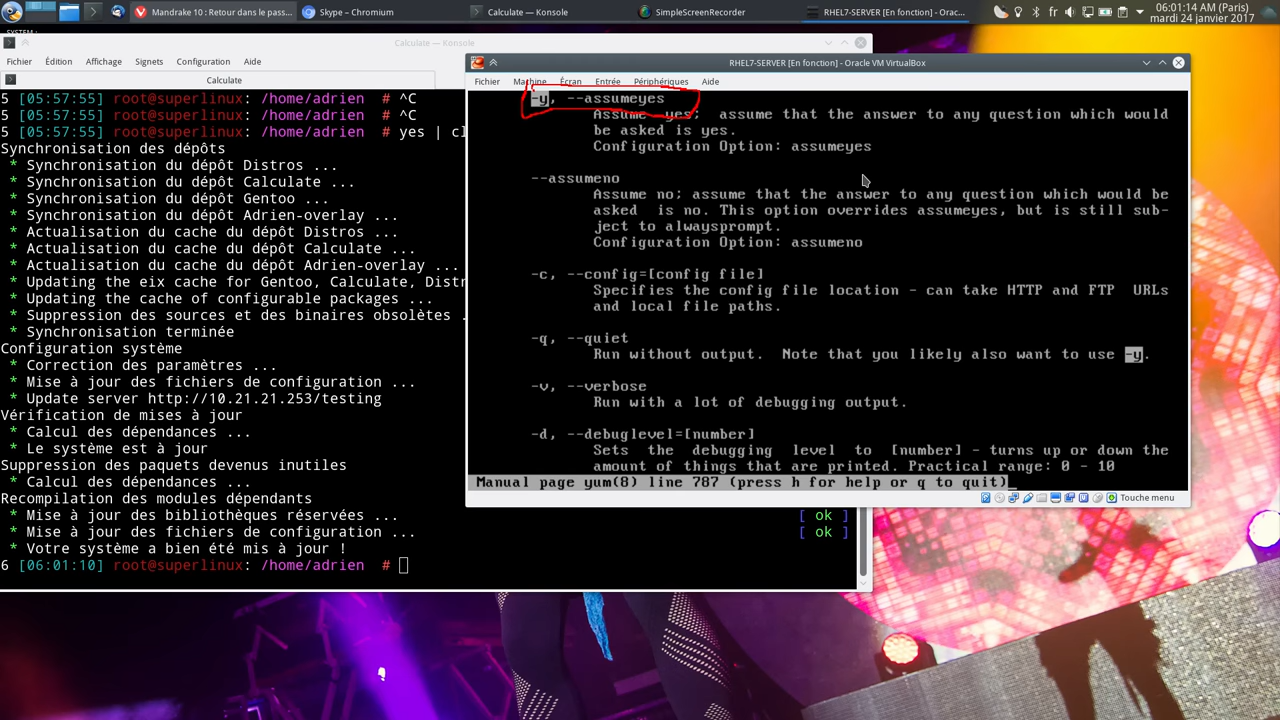 Mandrake 10 : Retour dans le pass...
Skype – Chromium
Calculate — Konsole
SimpleScreenRecorder
RHEL7-SERVER [En fonction] - Orac...
fr
06:01:14 AM (Paris)
mardi 24 janvier 2017
Calculate — Konsole
Fichier Édition Affichage Signets Configuration Aide
Calculate
5 [05:57:55] root@superlinux: /home/adrien # ^C
5 [05:57:55] root@superlinux: /home/adrien # ^C
5 [05:57:55] root@superlinux: /home/adrien # yes | cl
Synchronisation des dépôts
* Synchronisation du dépôt Distros ...
* Synchronisation du dépôt Calculate ...
* Synchronisation du dépôt Gentoo ...
* Synchronisation du dépôt Adrien-overlay ...
* Actualisation du cache du dépôt Distros ...
* Actualisation du cache du dépôt Calculate ...
* Actualisation du cache du dépôt Adrien-overlay ...
* Updating the eix cache for Gentoo, Calculate, Distr
* Updating the cache of configurable packages ...
* Suppression des sources et des binaires obsolètes .
* Synchronisation terminée
Configuration système
* Correction des paramètres ...
* Mise à jour des fichiers de configuration ...
* Update server http://10.21.21.253/testing
Vérification de mises à jour
* Calcul des dépendances ...
* Le système est à jour
Suppression des paquets devenus inutiles
* Calcul des dépendances ...
Recompilation des modules dépendants
* Mise à jour des bibliothèques réservées ... [ ok ]
* Mise à jour des fichiers de configuration ... [ ok ]
* Votre système a bien été mis à jour !
6 [06:01:10] root@superlinux: /home/adrien #
RHEL7-SERVER [En fonction] - Oracle VM VirtualBox
Fichier Machine Écran Entrée Périphériques Aide
-y, --assumeyes
Assume yes; assume that the answer to any question which would
be asked is yes.
Configuration Option: assumeyes
--assumeno
Assume no; assume that the answer to any question which would be
asked is no. This option overrides assumeyes, but is still sub-
ject to alwaysprompt.
Configuration Option: assumeno
-c, --config=[config file]
Specifies the config file location - can take HTTP and FTP URLs
and local file paths.
-q, --quiet
Run without output. Note that you likely also want to use -y.
-v, --verbose
Run with a lot of debugging output.
-d, --debuglevel=[number]
Sets the debugging level to [number] - turns up or down the
amount of things that are printed. Practical range: 0 - 10
Manual page yum(8) line 787 (press h for help or q to quit)
Touche menu